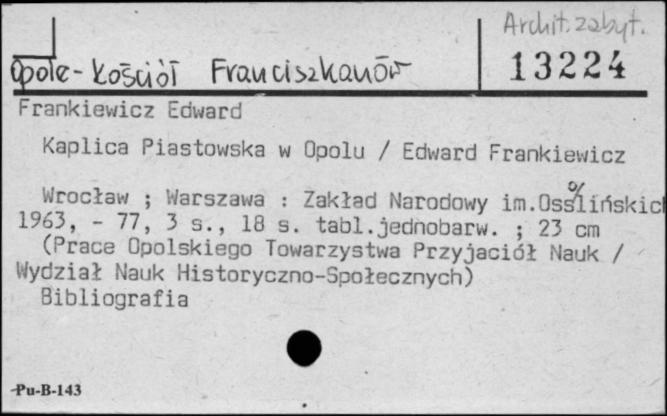 Archit. zabyt.
Opole - Kościół Franciszkanów
13224
Frankiewicz Edward
Kaplica Piastowska w Opolu / Edward Frankiewicz
Wrocław ; Warszawa : Zakład Narodowy im.Osslińskich
1963, - 77, 3 s., 18 s. tabl.jednobarw. ; 23 cm
(Prace Opolskiego Towarzystwa Przyjaciół Nauk /
Wydział Nauk Historyczno-Społecznych)
Bibliografia
Pu-B-143